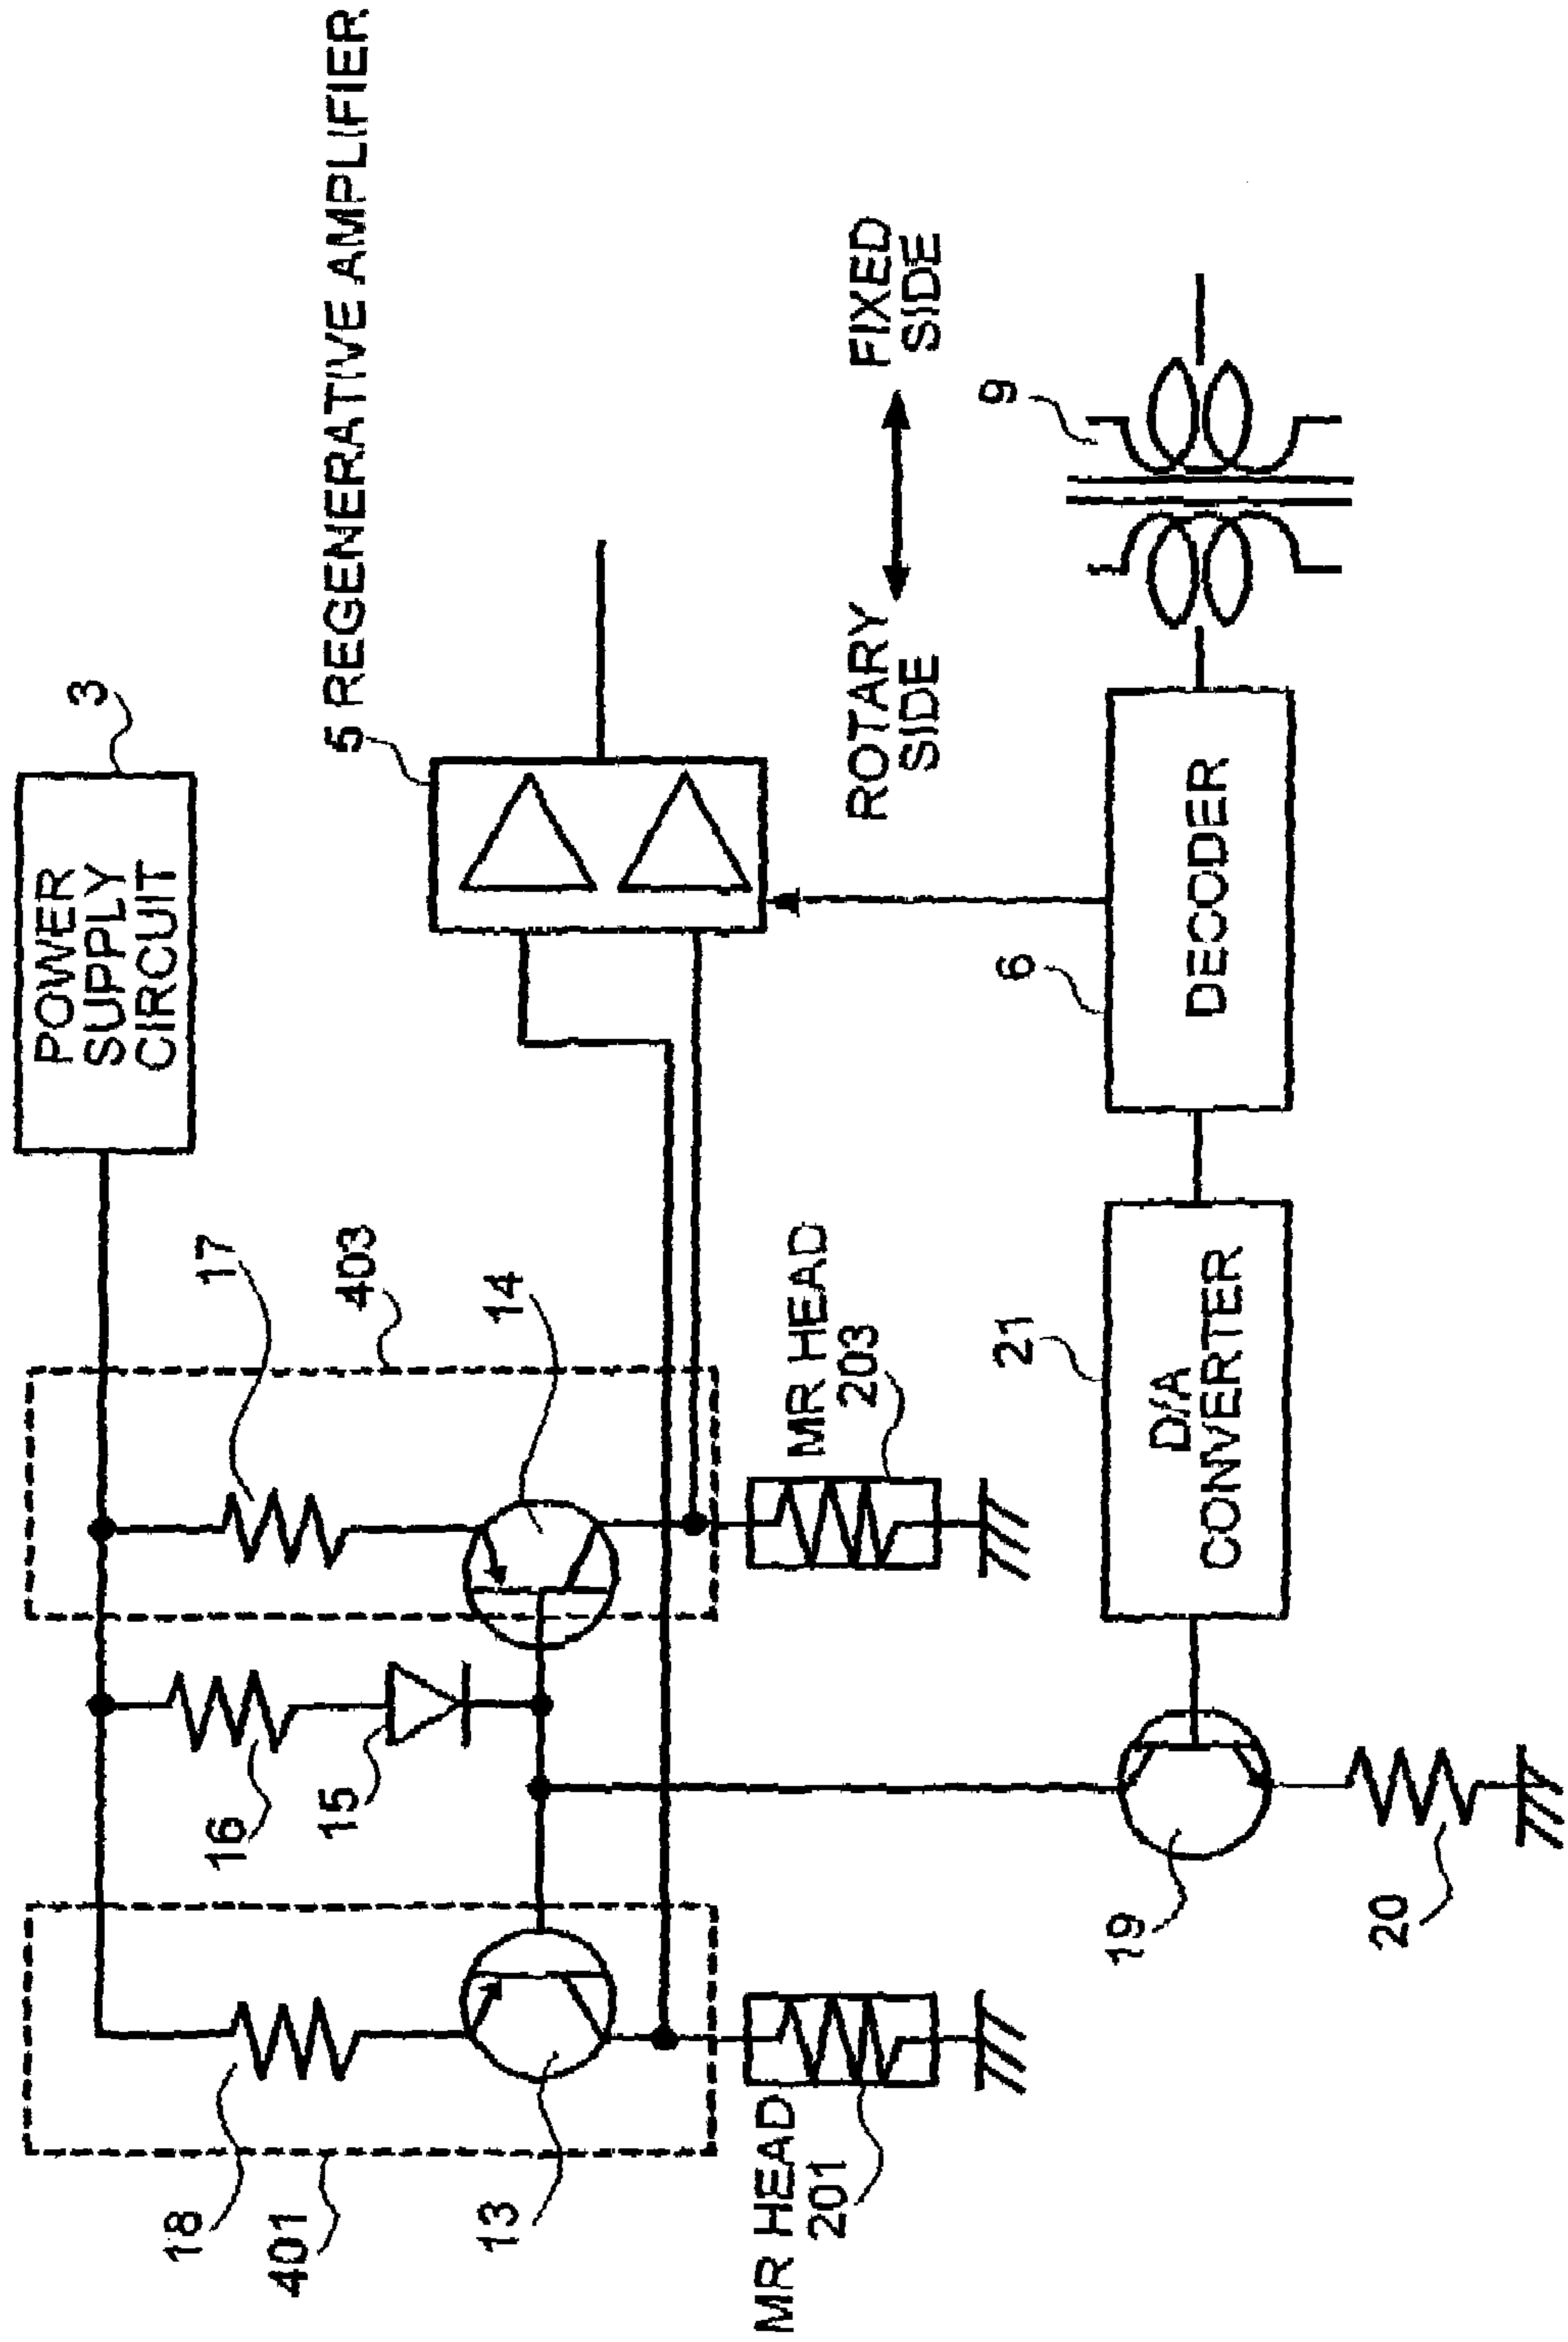 POWER
SUPPLY
CIRCUIT
3
5 REGENERATIVE AMPLIFIER
17
403
14
16
15
18
401
13
MR HEAD
203
MR HEAD
201
ROTARY
SIDE
FIXED
SIDE
9
6
DECODER
21
D/A
CONVERTER
19
20